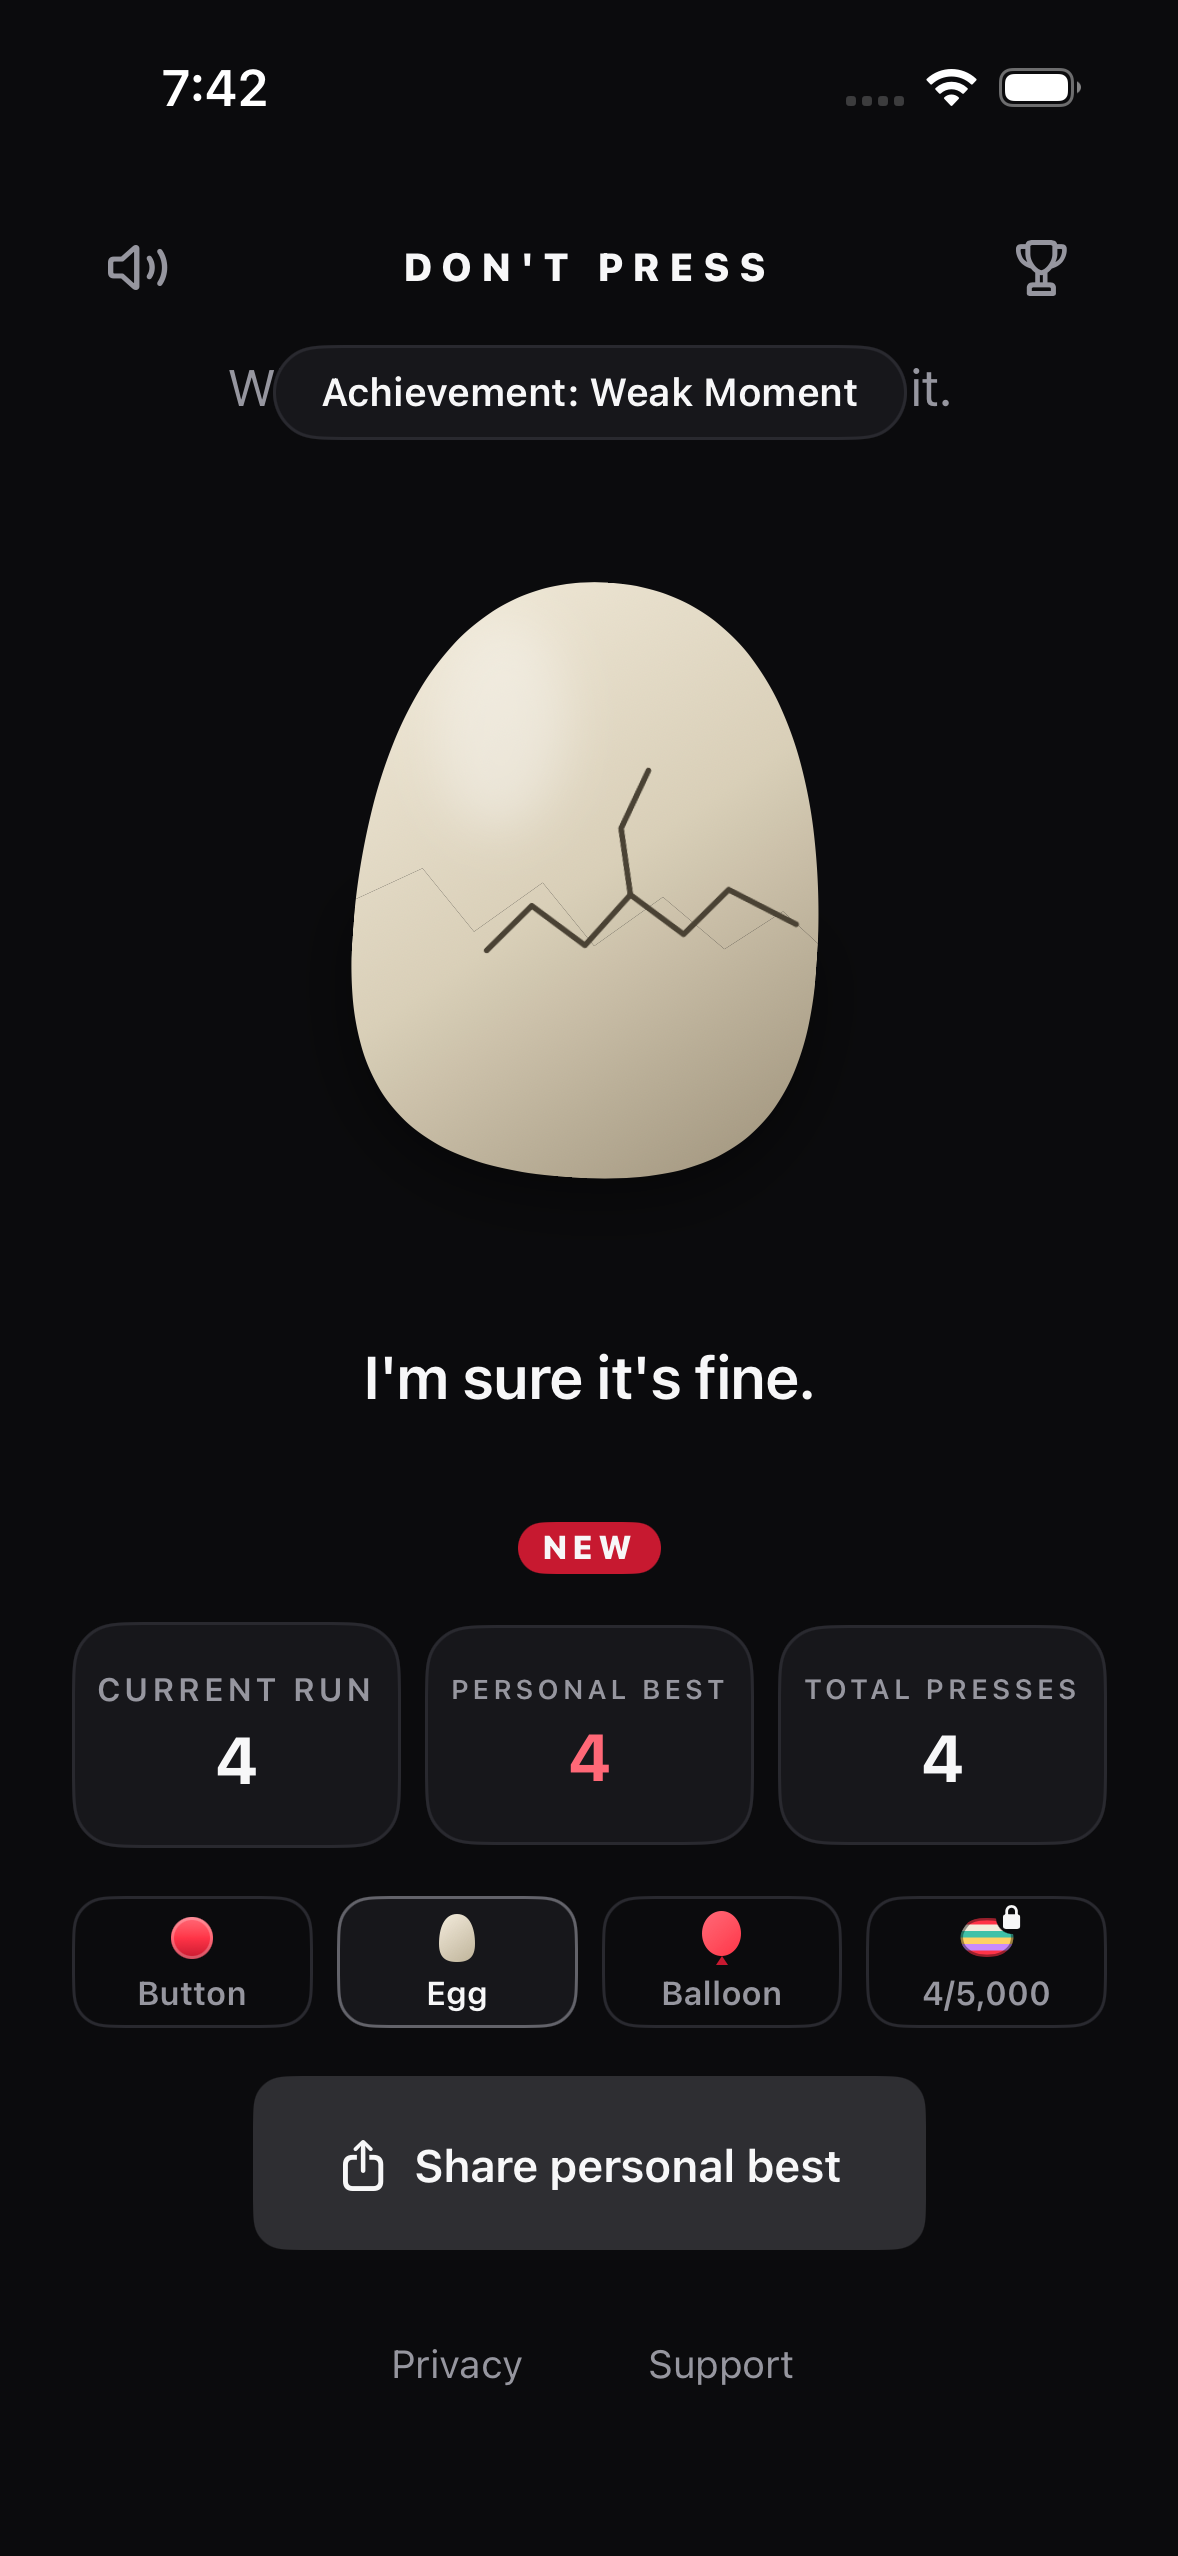 7:42
DON'T PRESS
W
Achievement: Weak Moment
it.
I'm sure it's fine.
NEW
CURRENT RUN
4
PERSONAL BEST
4
TOTAL PRESSES
4
Button
Egg
Balloon
4/5,000
Share personal best
Privacy
Support